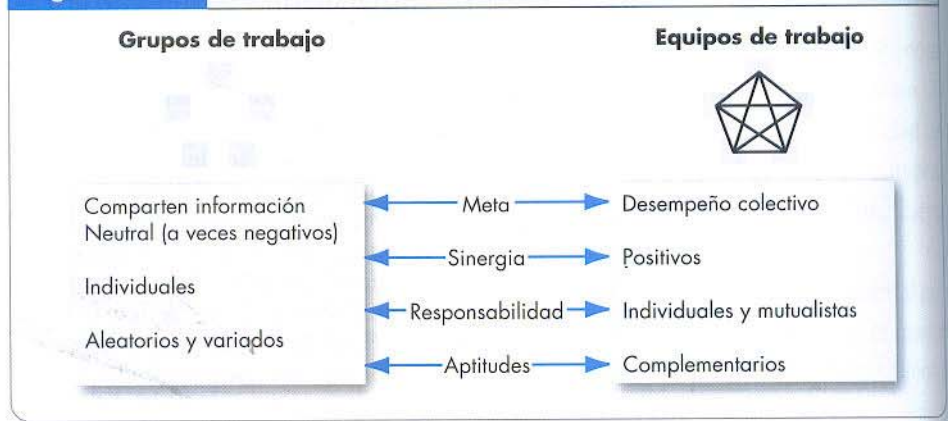 Grupos de trabajo
Equipos de trabajo
Comparten información
Neutral (a veces negativos)
Individuales
Aleatorios y variados
Meta
Sinergia
Responsabilidad
Aptitudes
Desempeño colectivo
Positivos
Individuales y mutualistas
Complementarios